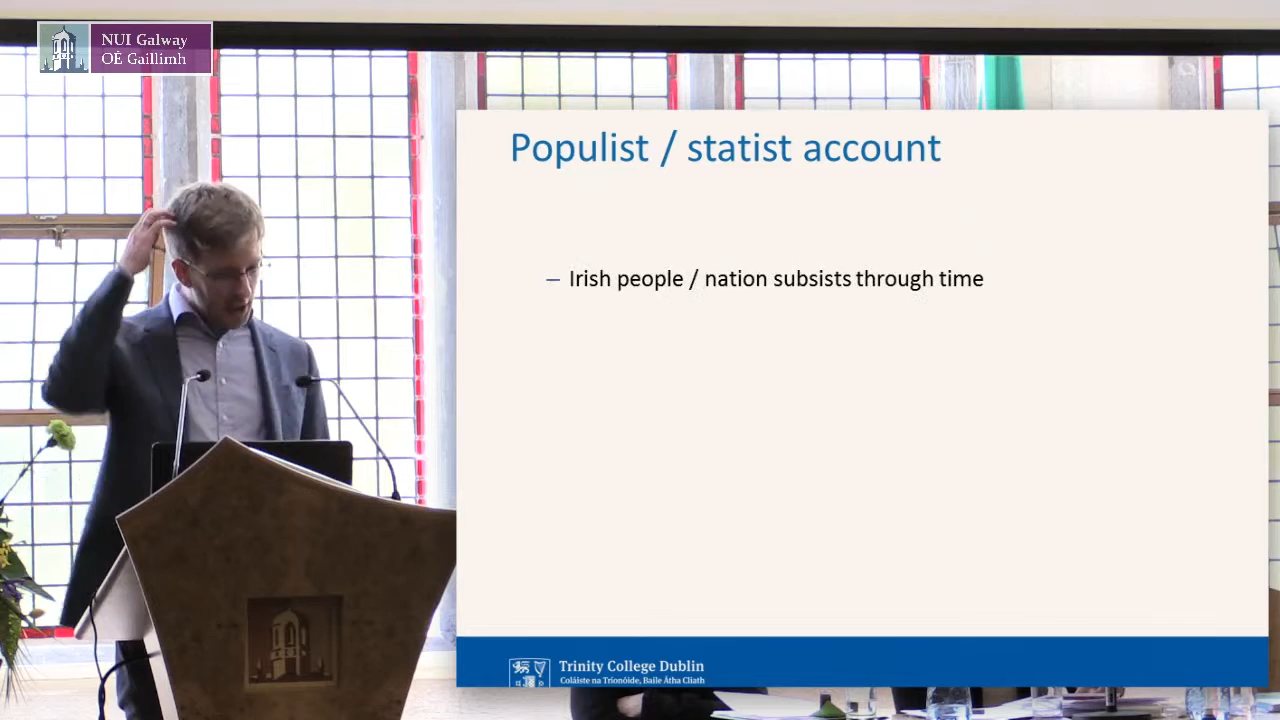 NUI Galway
OÉ Gaillimh
Populist / statist account
– Irish people / nation subsists through time
Trinity College Dublin
Coláiste na Tríonóide, Baile Átha Cliath